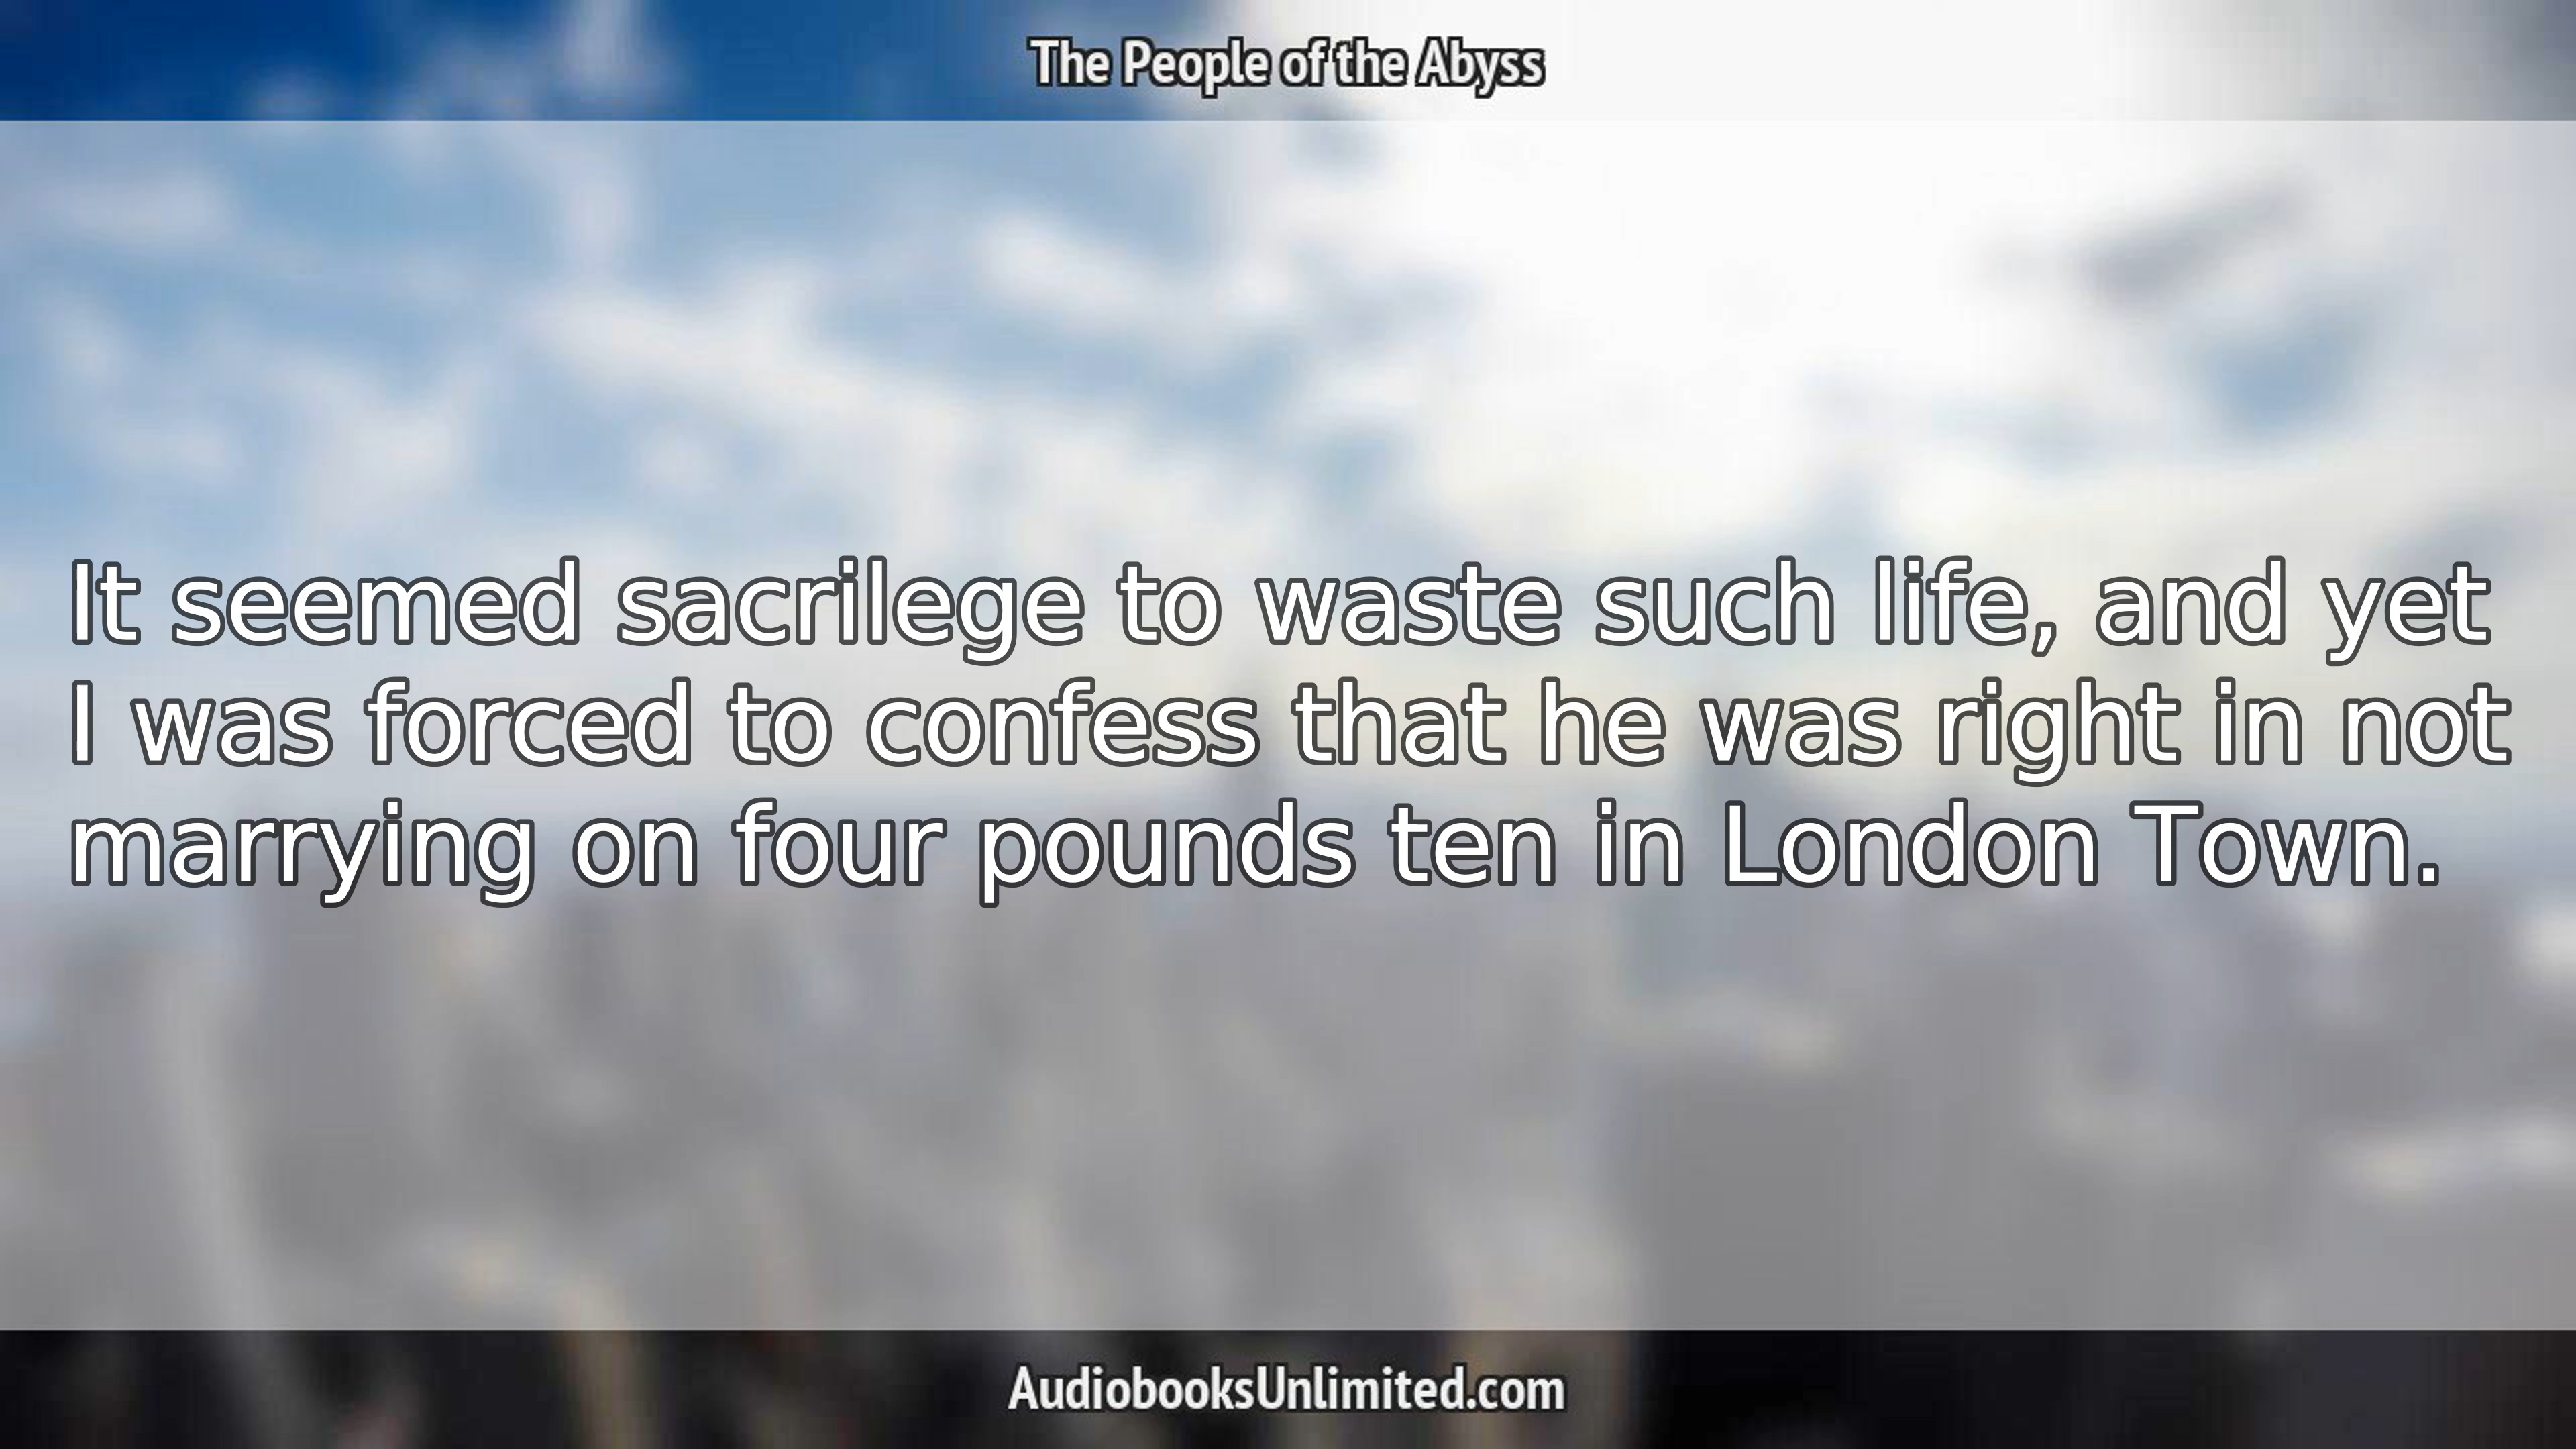 The People of the Abyss
It seemed sacrilege to waste such life, and yet
I was forced to confess that he was right in not
marrying on four pounds ten in London Town.
AudiobooksUnlimited.com